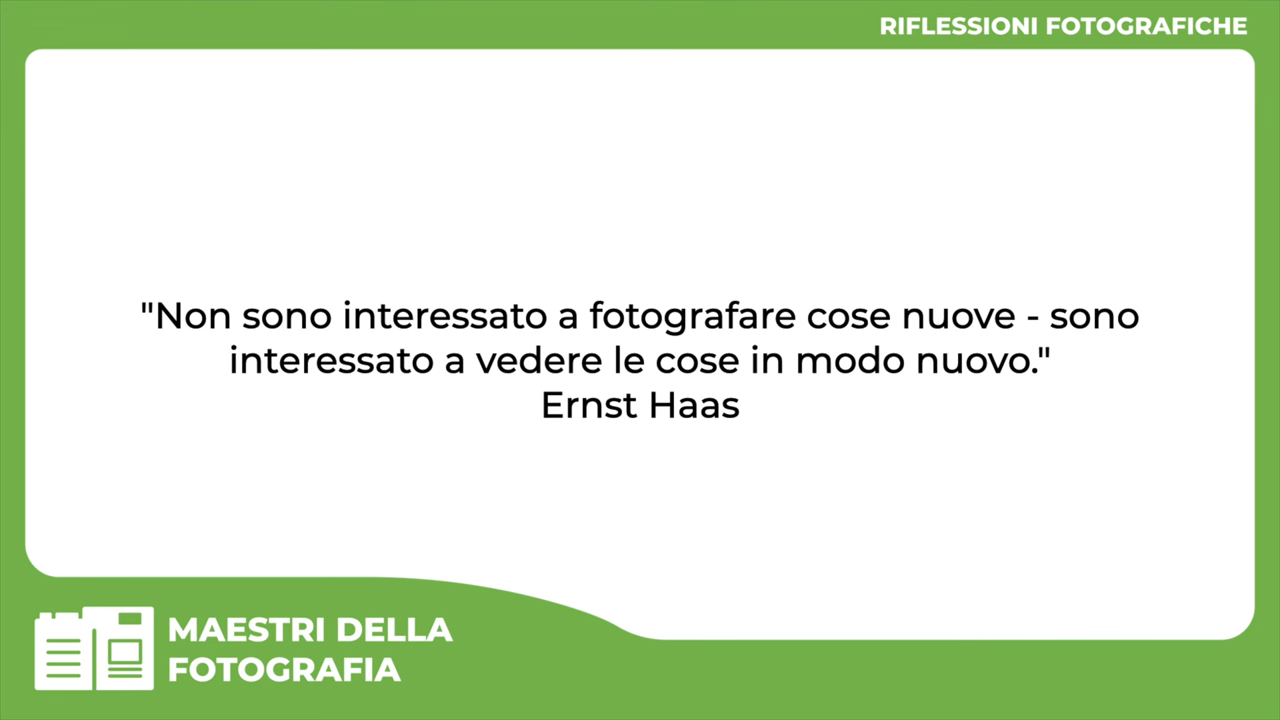 RIFLESSIONI FOTOGRAFICHE
"Non sono interessato a fotografare cose nuove - sono
interessato a vedere le cose in modo nuovo."
Ernst Haas
MAESTRI DELLA
FOTOGRAFIA